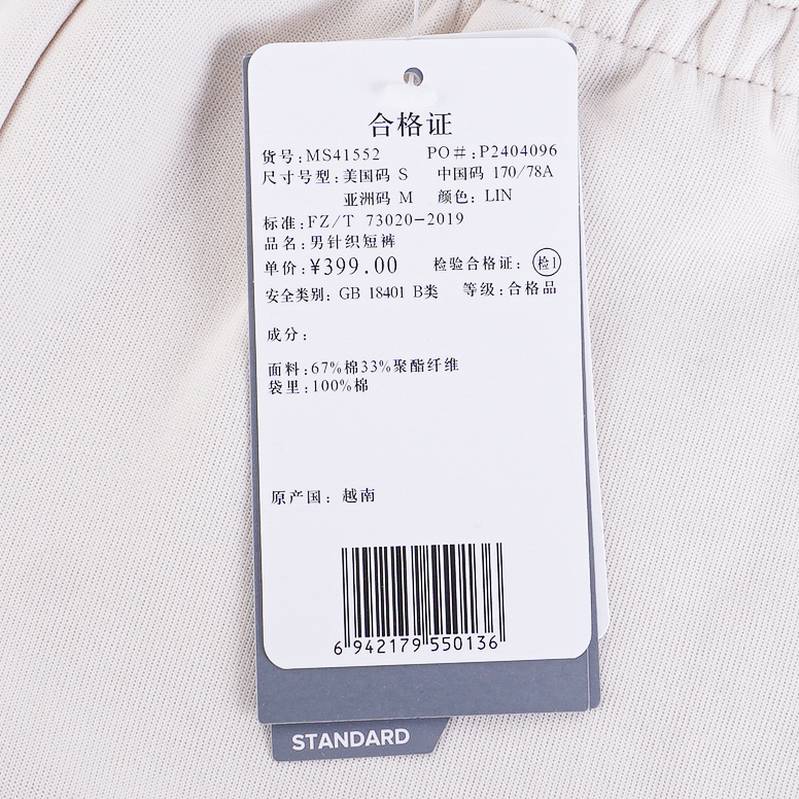 合格证
货号:MS41552 PO#:P2404096
尺寸号型:美国码 S 中国码 170/78A
亚洲码 M 颜色:LIN
标准:FZ/T 73020-2019
品名:男针织短裤
单价:¥399.00 检验合格证: 检1
安全类别: GB 18401 B类 等级:合格品
成分:
面料:67%棉33%聚酯纤维
袋里:100%棉
原产国: 越南
6 942179 550136
STANDARD